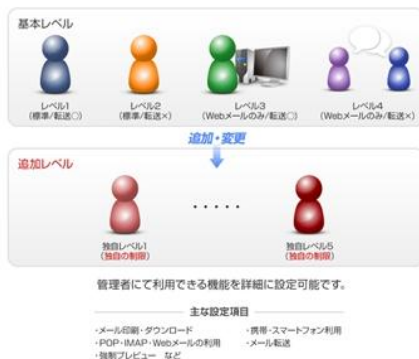 基本レベル
レベル1
(標準/転送○)
レベル2
(標準/転送×)
レベル3
(Webメールのみ/転送○)
レベル4
(Webメールのみ/転送×)
追加・変更
追加レベル
・・・・・
独自レベル1
(独自の制限)
独自レベル5
(独自の制限)
管理者にて利用できる機能を詳細に設定可能です。
主な設定項目
・メール印刷・ダウンロード
・携帯・スマートフォン利用
・POP・IMAP・Webメールの利用
・メール転送
・強制プレビュー など